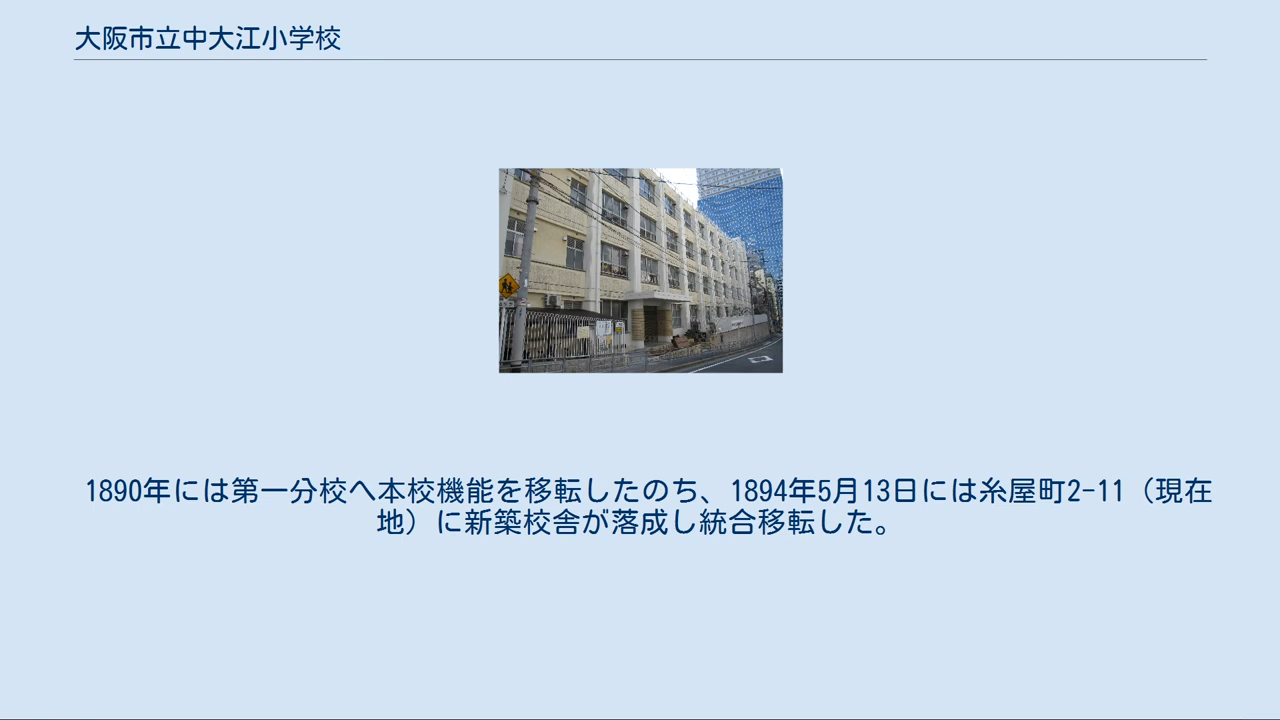 大阪市立中大江小学校
1890年には第一分校へ本校機能を移転したのち、1894年5月13日には糸屋町2-11（現在
地）に新築校舎が落成し統合移転した。